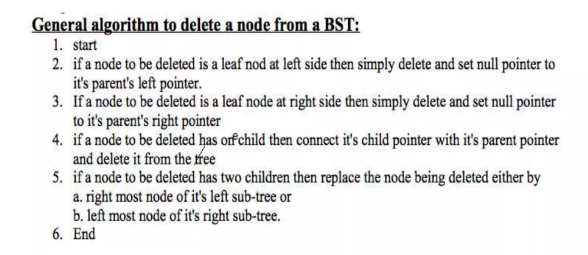 General algorithm to delete a node from a BST:
1. start
2. if a node to be deleted is a leaf nod at left side then simply delete and set null pointer to
it's parent's left pointer.
3. If a node to be deleted is a leaf node at right side then simply delete and set null pointer
to it's parent's right pointer
4. if a node to be deleted has child then connect it's child pointer with it's parent pointer
and delete it from the tree
5. if a node to be deleted has two children then replace the node being deleted either by
a. right most node of it's left sub-tree or
b. left most node of it's right sub-tree.
6. End